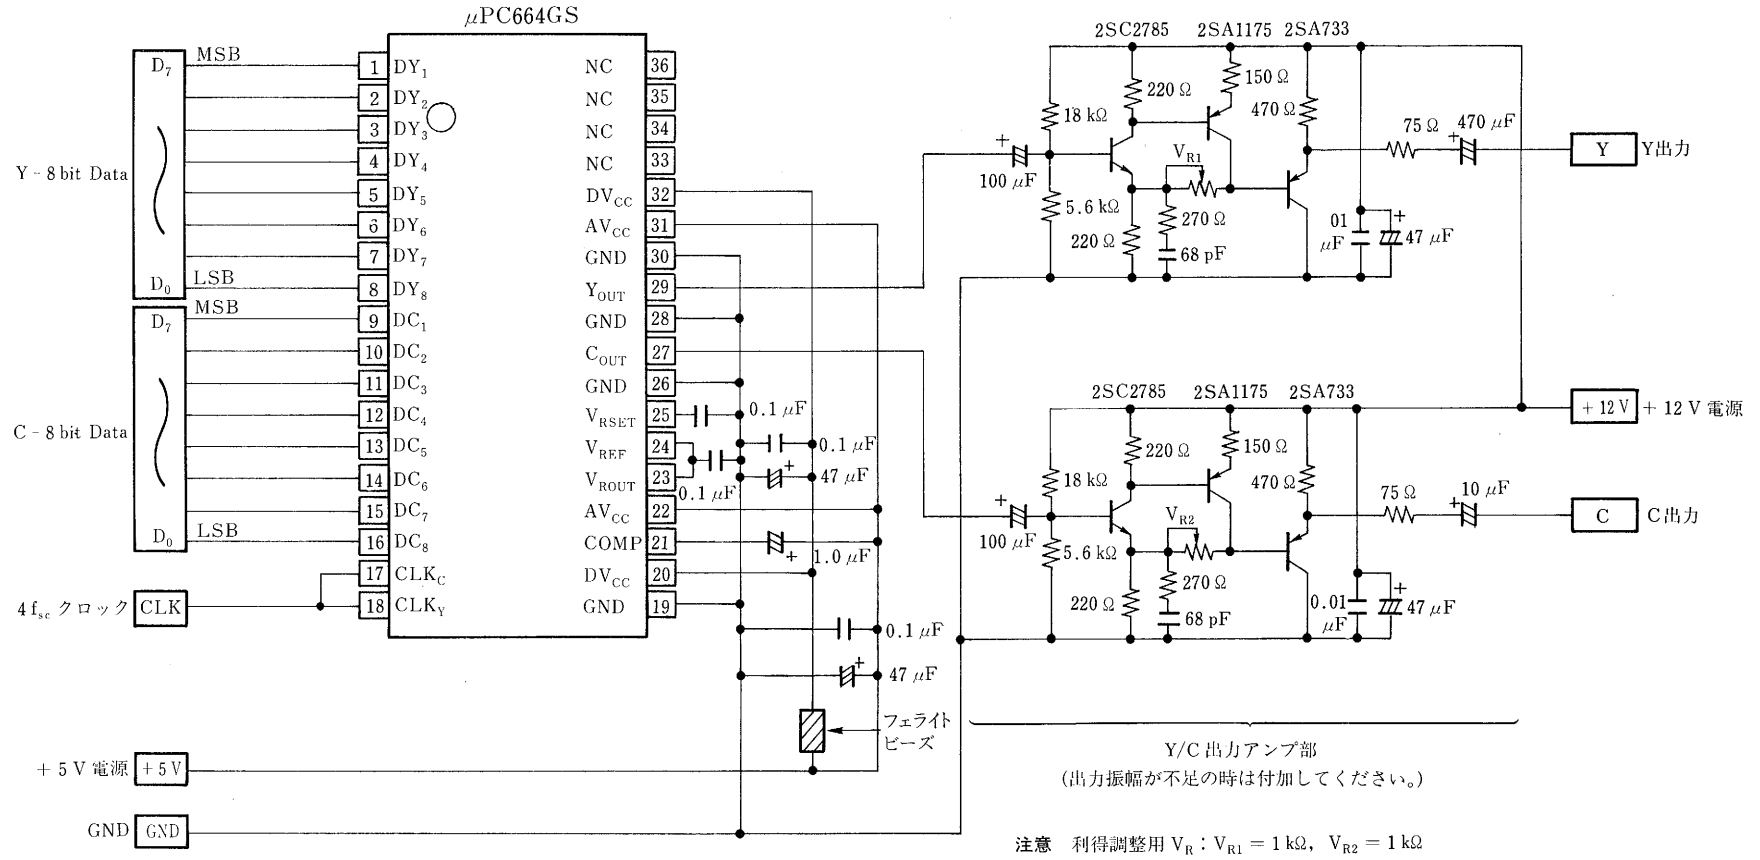 μPC664GS
D7 MSB 1 DY1 NC 36
2 DY2 NC 35
3 DY3 NC 34
4 DY4 NC 33
Y-8 bit Data
5 DY5 DVCC 32
6 DY6 AVCC 31
7 DY7 GND 30
D0 LSB 8 DY8 YOUT 29
D7 MSB 9 DC1 GND 28
10 DC2 COUT 27
11 DC3 GND 26
12 DC4 VRSET 25 0.1 μF
C-8 bit Data
13 DC5 VREF 24 0.1 μF
14 DC6 VROUT 23 0.1 μF + 47 μF
15 DC7 AVCC 22
D0 LSB 16 DC8 COMP 21 + 1.0 μF
17 CLKC DVCC 20
4fsc クロック CLK 18 CLKY GND 19
0.1 μF
+ 47 μF
フェライト
ビーズ
+5V 電源 +5V
GND GND
2SC2785 2SA1175 2SA733
220 Ω 150 Ω
18 kΩ 470 Ω
+ 100 μF
VR1
75 Ω + 470 μF Y Y出力
5.6 kΩ 270 Ω
220 Ω 68 pF
01 μF + 47 μF
2SC2785 2SA1175 2SA733
+12V +12V 電源
220 Ω 150 Ω
18 kΩ 470 Ω
+ 100 μF
VR2
75 Ω + 10 μF C C出力
5.6 kΩ 270 Ω
220 Ω 68 pF
0.01 μF + 47 μF
Y/C 出力アンプ部
(出力振幅が不足の時は付加してください。)
注意 利得調整用 VR：VR1 = 1 kΩ, VR2 = 1 kΩ